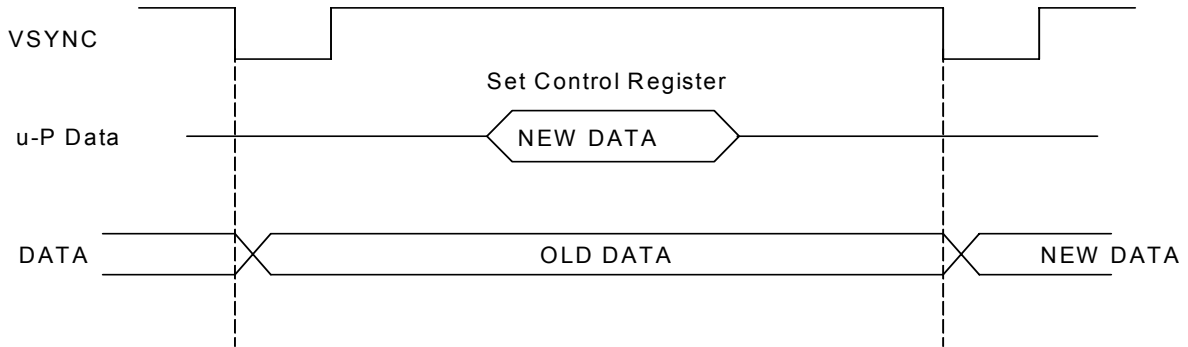 VSYNC
Set Control Register
u-P Data
NEW DATA
DATA
OLD DATA
NEW DATA